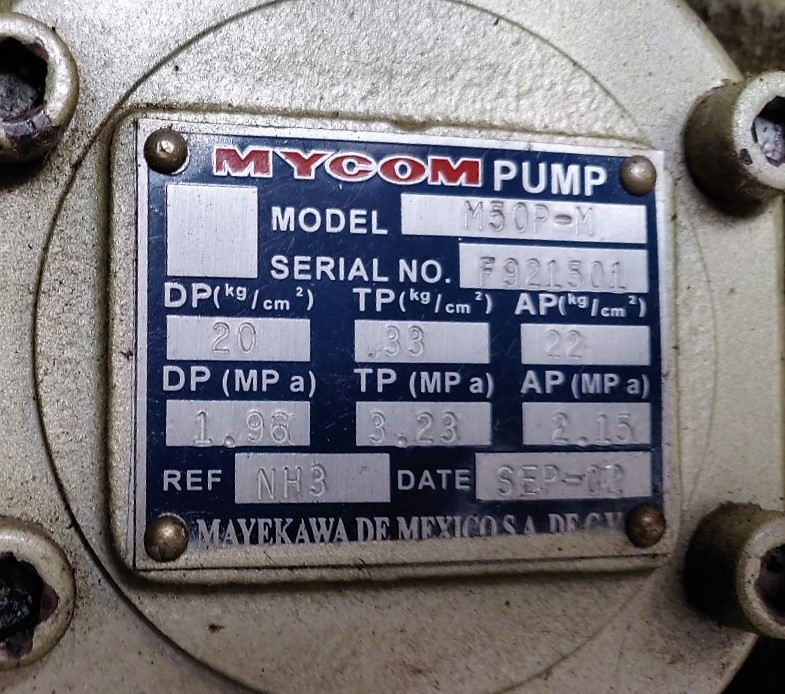 MYCOM PUMP
MODEL M50P-M
SERIAL NO. F921501
DP(kg/cm²) TP(kg/cm²) AP(kg/cm²)
20 33 22
DP (MPa) TP (MPa) AP (MPa)
1.96 3.23 2.15
REF NH3 DATE SEP-02
MAYEKAWA DE MEXICO S.A. DE C.V.